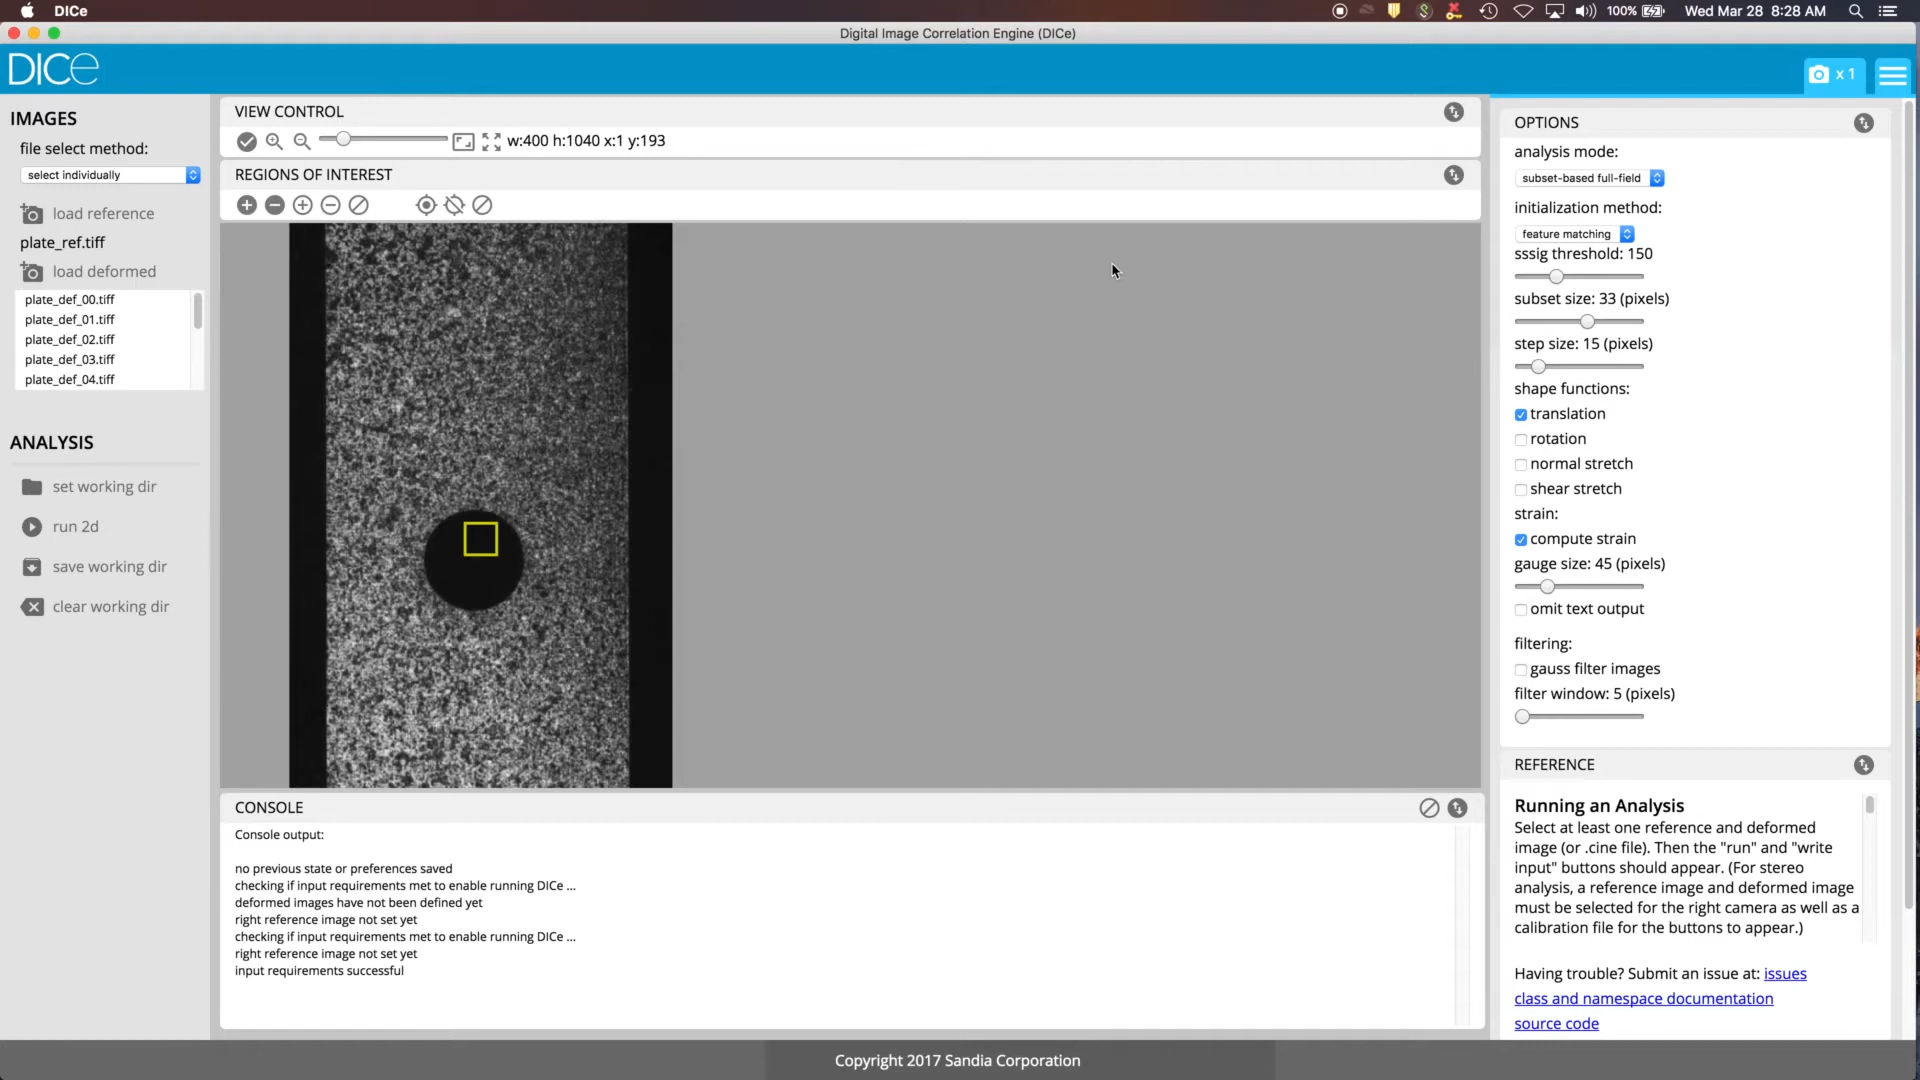 DICe
100%
Wed Mar 28 8:28 AM
Digital Image Correlation Engine (DICe)
DICe
x 1
IMAGES
file select method:
select individually
load reference
plate_ref.tiff
load deformed
plate_def_00.tiff
plate_def_01.tiff
plate_def_02.tiff
plate_def_03.tiff
plate_def_04.tiff
ANALYSIS
set working dir
run 2d
save working dir
clear working dir
VIEW CONTROL
w:400 h:1040 x:1 y:193
REGIONS OF INTEREST
CONSOLE
Console output:
no previous state or preferences saved
checking if input requirements met to enable running DICe ...
deformed images have not been defined yet
right reference image not set yet
checking if input requirements met to enable running DICe ...
right reference image not set yet
input requirements successful
OPTIONS
analysis mode:
subset-based full-field
initialization method:
feature matching
sssig threshold: 150
subset size: 33 (pixels)
step size: 15 (pixels)
shape functions:
translation
rotation
normal stretch
shear stretch
strain:
compute strain
gauge size: 45 (pixels)
omit text output
filtering:
gauss filter images
filter window: 5 (pixels)
REFERENCE
Running an Analysis
Select at least one reference and deformed
image (or .cine file). Then the "run" and "write
input" buttons should appear. (For stereo
analysis, a reference image and deformed image
must be selected for the right camera as well as a
calibration file for the buttons to appear.)
Having trouble? Submit an issue at: issues
class and namespace documentation
source code
Copyright 2017 Sandia Corporation